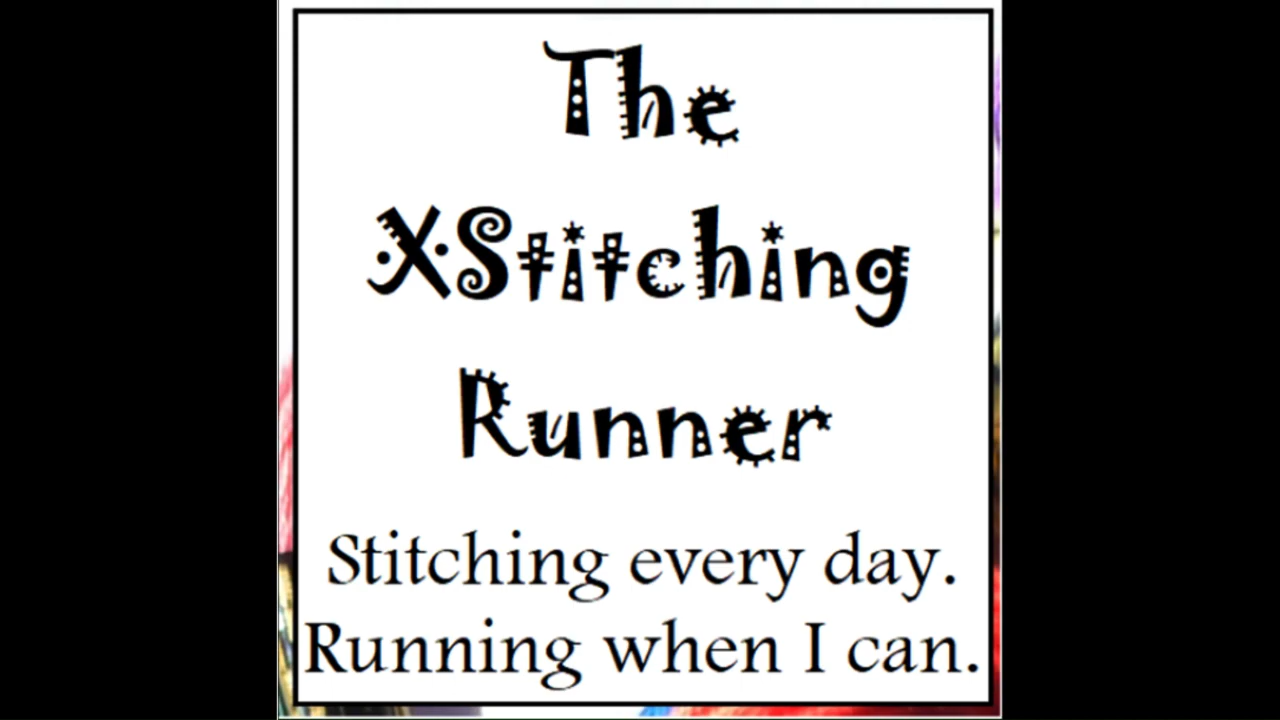 The
XStitching
Runner
Stitching every day.
Running when I can.